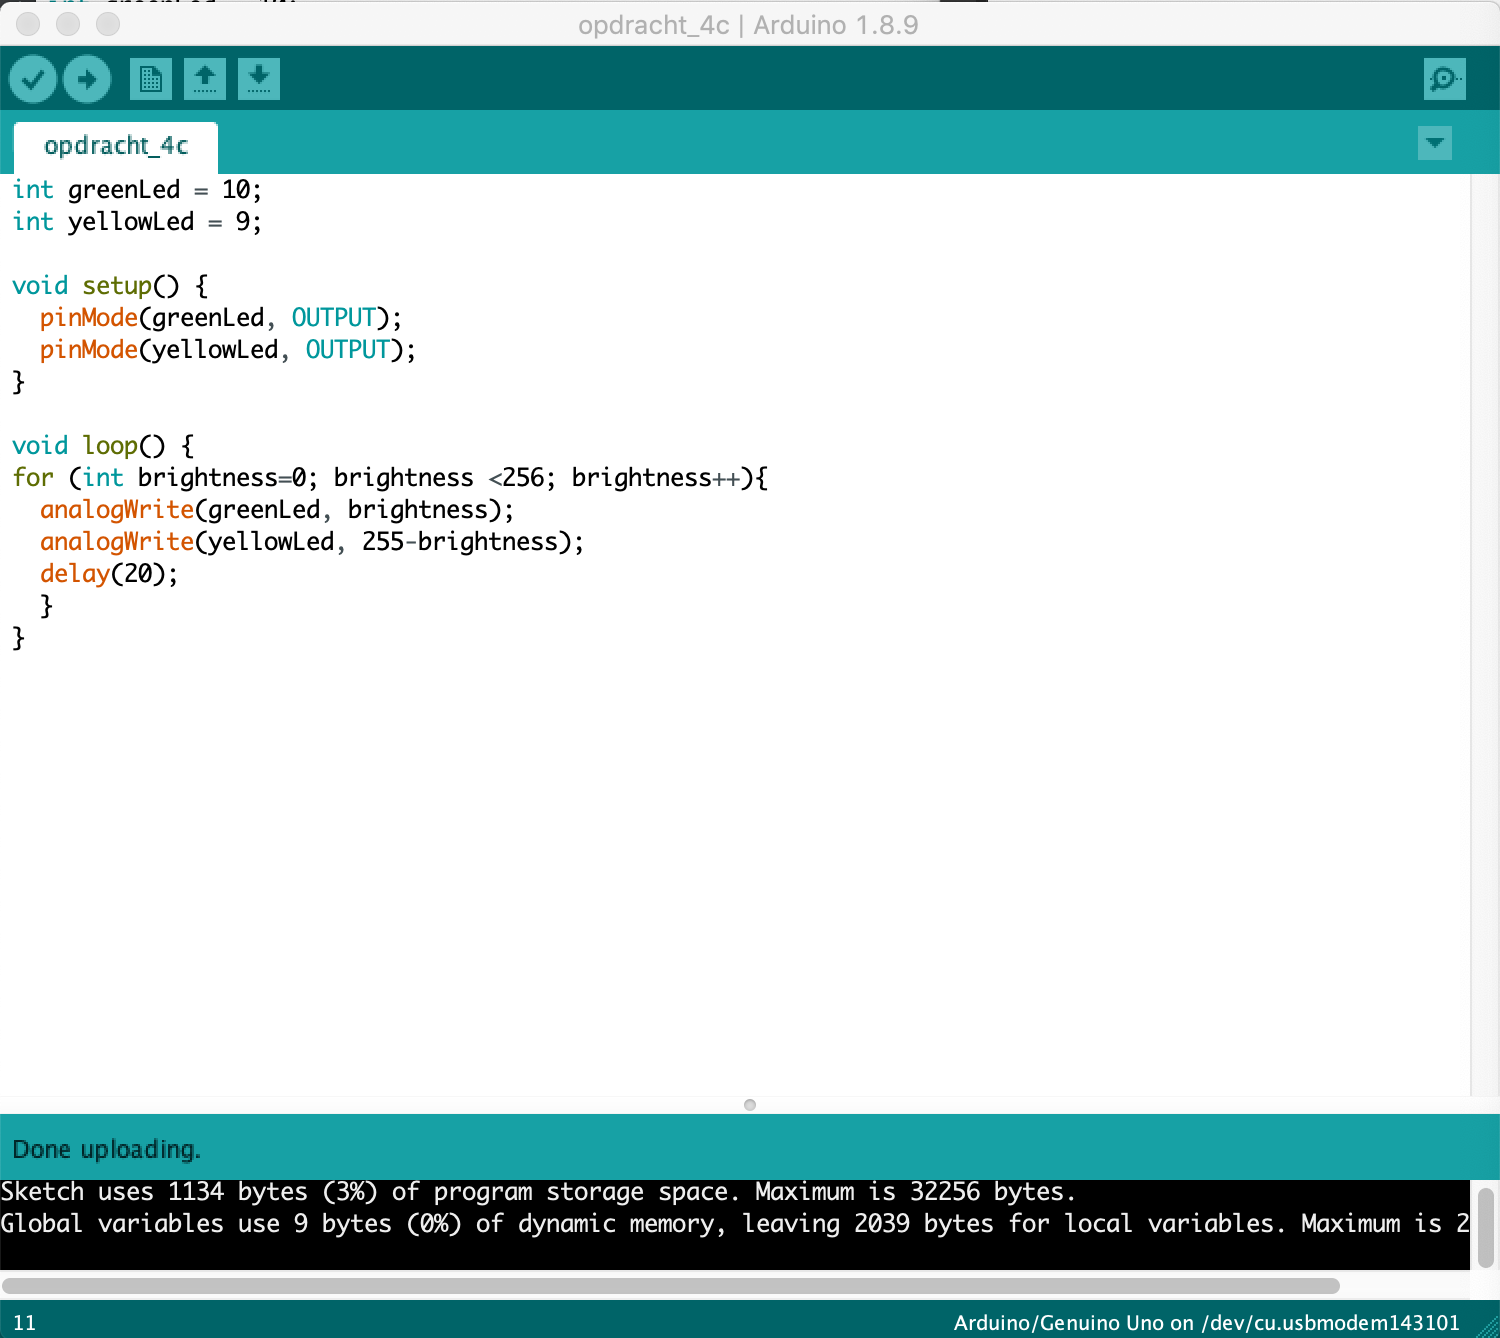 opdracht_4c | Arduino 1.8.9
opdracht_4c
int greenLed = 10;
int yellowLed = 9;
void setup() {
  pinMode(greenLed, OUTPUT);
  pinMode(yellowLed, OUTPUT);
}
void loop() {
for (int brightness=0; brightness <256; brightness++){
  analogWrite(greenLed, brightness);
  analogWrite(yellowLed, 255-brightness);
  delay(20);
  }
}
Done uploading.
Sketch uses 1134 bytes (3%) of program storage space. Maximum is 32256 bytes.
Global variables use 9 bytes (0%) of dynamic memory, leaving 2039 bytes for local variables. Maximum is 2
11
Arduino/Genuino Uno on /dev/cu.usbmodem143101